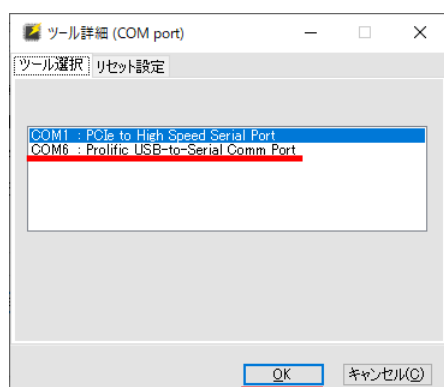 ツール詳細 (COM port)
ツール選択 リセット設定
COM1 : PCIe to High Speed Serial Port
COM6 : Prolific USB-to-Serial Comm Port
OK キャンセル(C)